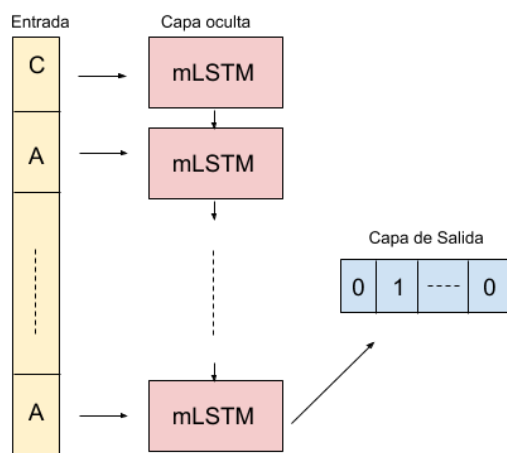 Entrada
Capa oculta
C
mLSTM
A
mLSTM
Capa de Salida
0
1
0
A
mLSTM